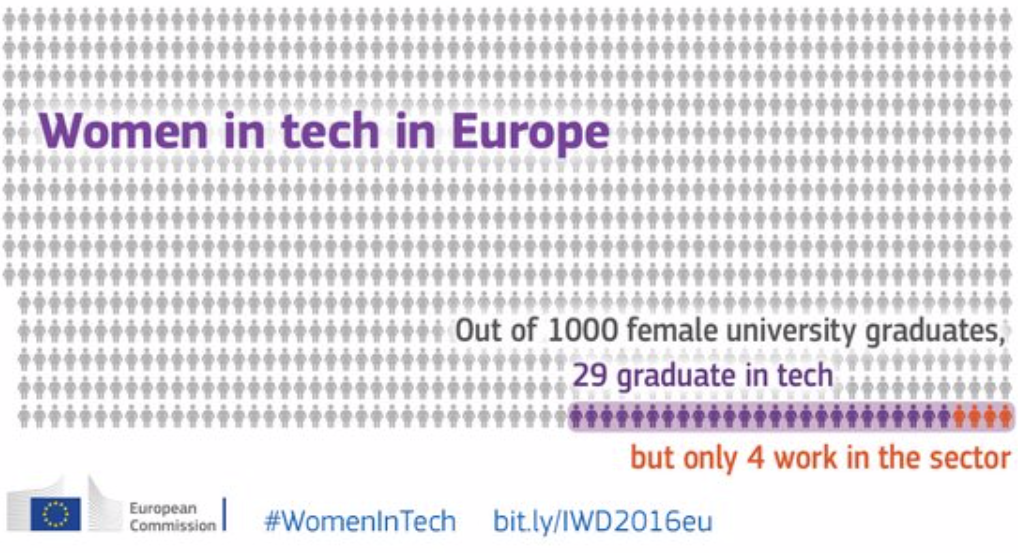 Women in tech in Europe
Out of 1000 female university graduates,
29 graduate in tech
but only 4 work in the sector
European
Commission
#WomenInTech bit.ly/IWD2016eu